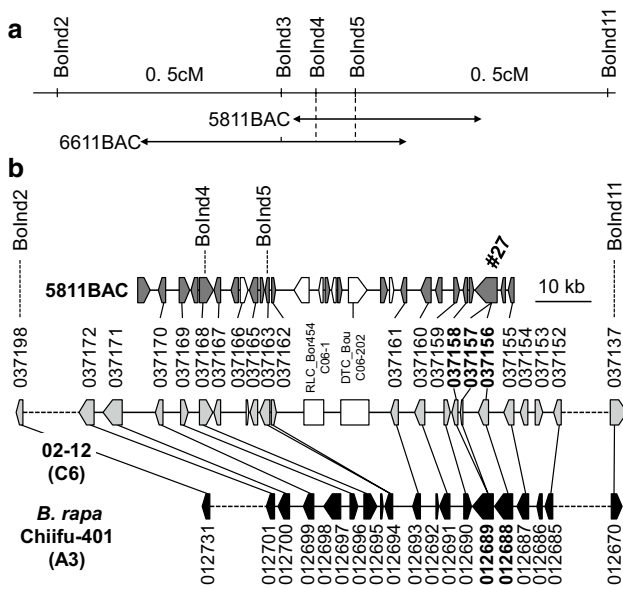 a
BoInd2
BoInd3
BoInd4
BoInd5
BoInd11
0. 5cM
0. 5cM
5811BAC
6611BAC
b
BoInd2
BoInd4
BoInd5
#27
BoInd11
5811BAC
10 kb
037198
037172
037171
037170
037169
037168
037167
037166
037165
037163
037162
RLC_Bor454
C06-1
DTC_Bou
C06-202
037161
037160
037159
037158
037157
037156
037155
037154
037153
037152
037137
02-12
(C6)
B. rapa
Chiifu-401
(A3)
012731
012701
012700
012699
012698
012697
012696
012695
012694
012693
012692
012691
012690
012689
012688
012687
012686
012685
012670